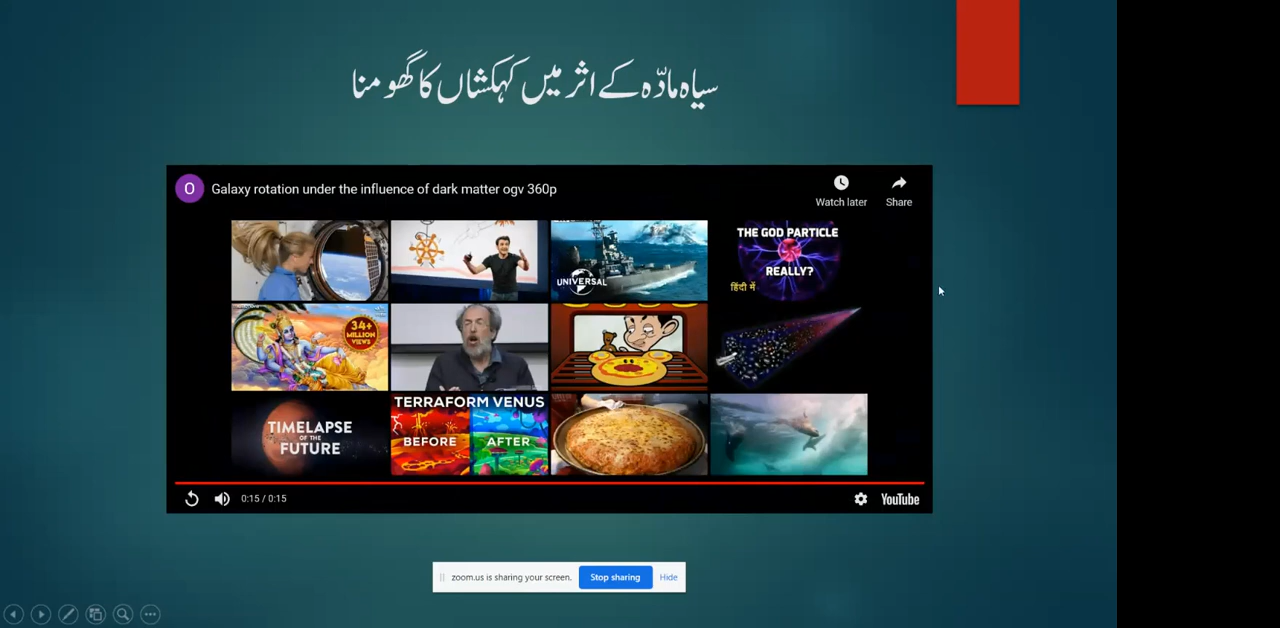 سیاہ مادّہ کے اثر میں کہکشاں کا گھومنا
O
Galaxy rotation under the influence of dark matter ogv 360p
Watch later
Share
UNIVERSAL
THE GOD PARTICLE
REALLY?
हिंदी में
34+
MILLION
VIEWS
TIMELAPSE
OF THE
FUTURE
TERRAFORM VENUS
BEFORE
AFTER
0:15 / 0:15
YouTube
zoom.us is sharing your screen.
Stop sharing
Hide